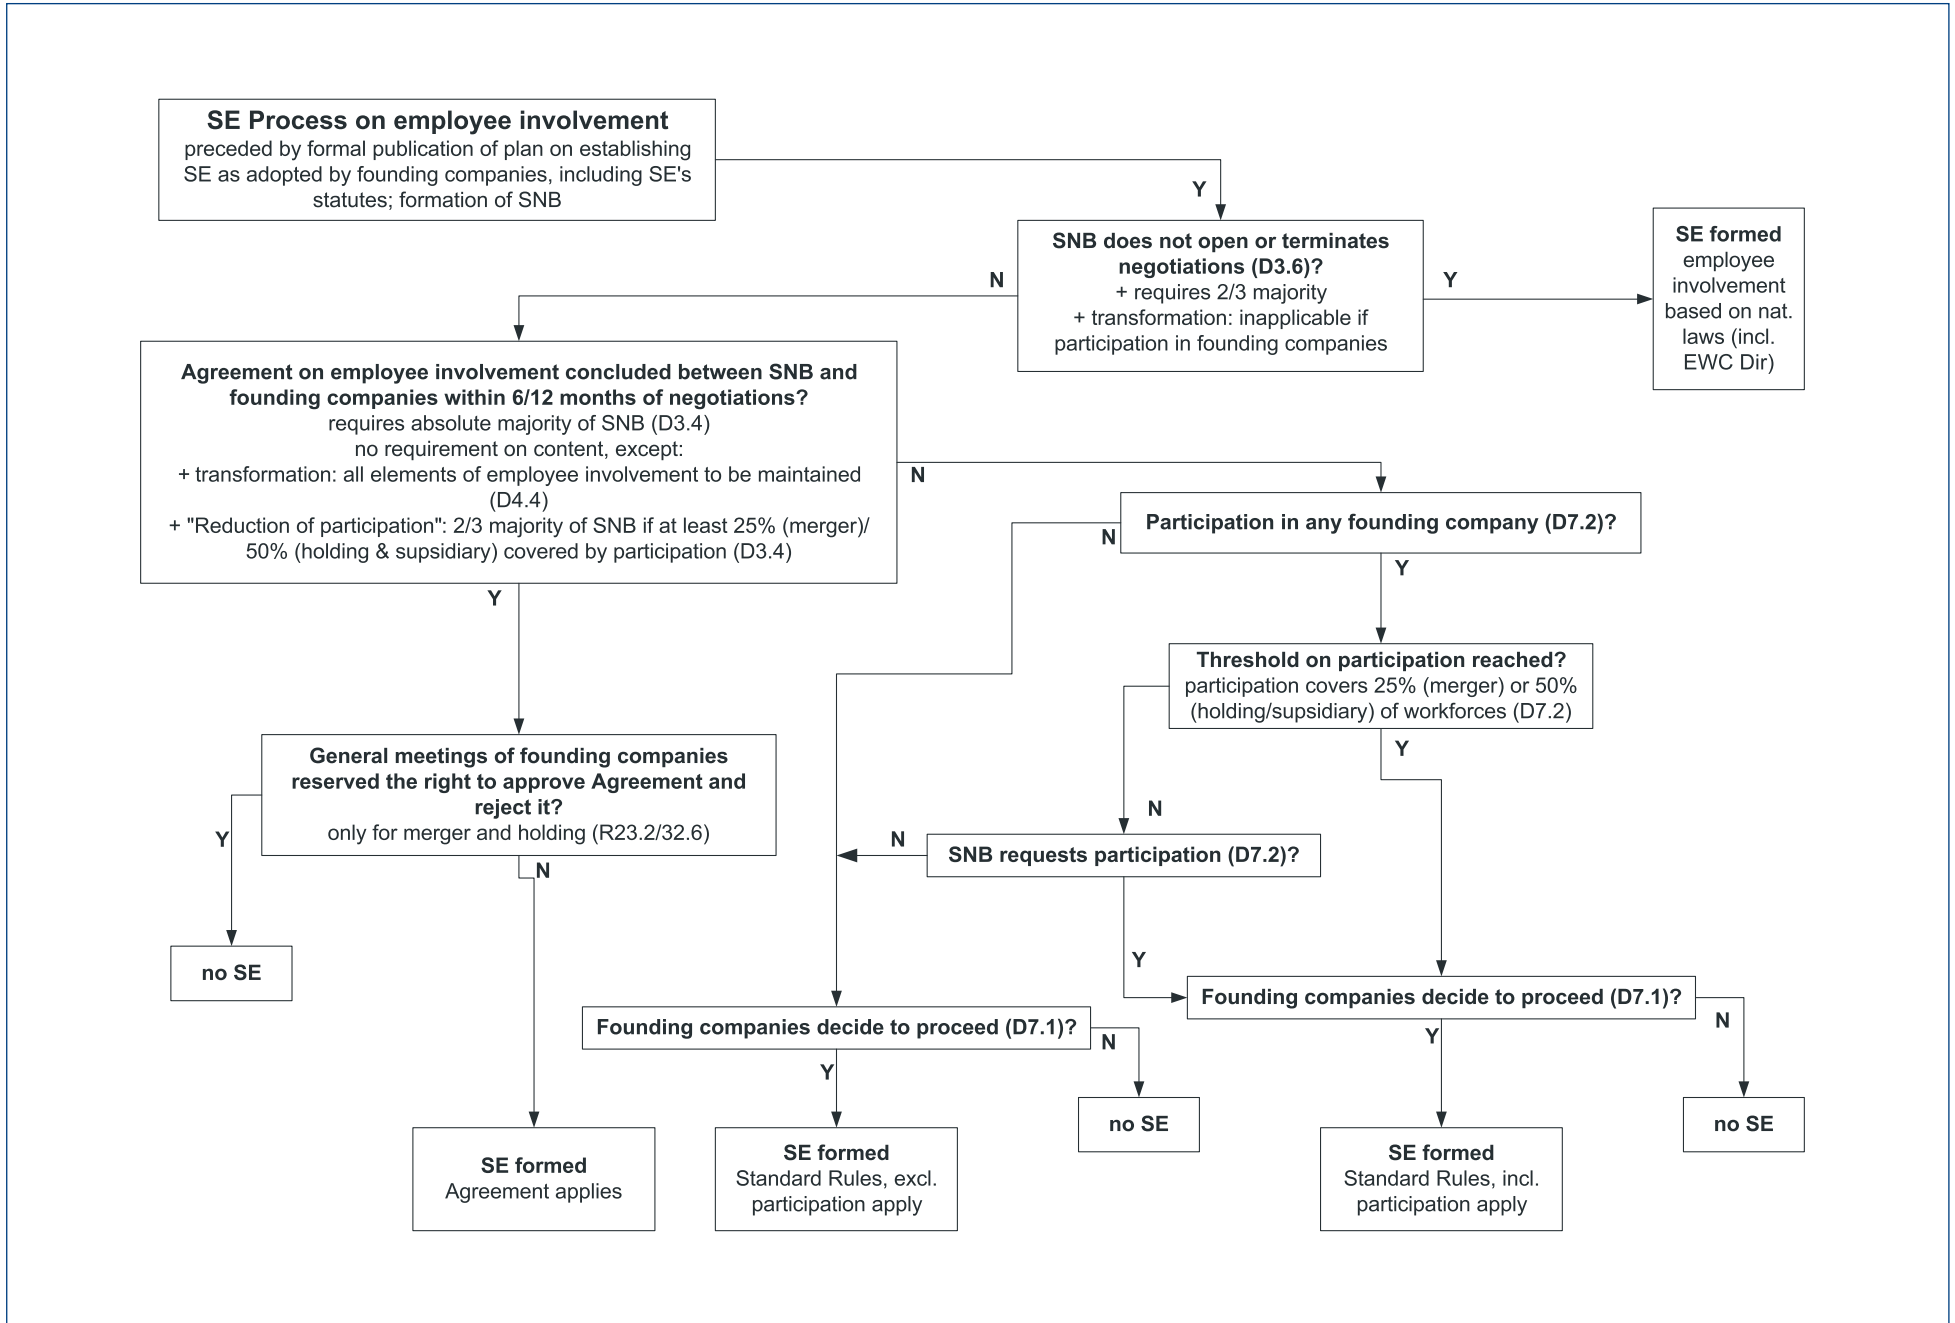 SE Process on employee involvement
preceded by formal publication of plan on establishing
SE as adopted by founding companies, including SE's
statutes; formation of SNB
Y
SNB does not open or terminates
negotiations (D3.6)?
+ requires 2/3 majority
+ transformation: inapplicable if
participation in founding companies
N
Y
SE formed
employee
involvement
based on nat.
laws (incl.
EWC Dir)
Agreement on employee involvement concluded between SNB and
founding companies within 6/12 months of negotiations?
requires absolute majority of SNB (D3.4)
no requirement on content, except:
+ transformation: all elements of employee involvement to be maintained
(D4.4)
+ "Reduction of participation": 2/3 majority of SNB if at least 25% (merger)/
50% (holding & supsidiary) covered by participation (D3.4)
N
Y
Participation in any founding company (D7.2)?
N
Y
Threshold on participation reached?
participation covers 25% (merger) or 50%
(holding/supsidiary) of workforces (D7.2)
Y
N
General meetings of founding companies
reserved the right to approve Agreement and
reject it?
only for merger and holding (R23.2/32.6)
Y
N
SNB requests participation (D7.2)?
N
Y
no SE
Founding companies decide to proceed (D7.1)?
N
Y
Founding companies decide to proceed (D7.1)?
N
Y
no SE
no SE
SE formed
Agreement applies
SE formed
Standard Rules, excl.
participation apply
SE formed
Standard Rules, incl.
participation apply